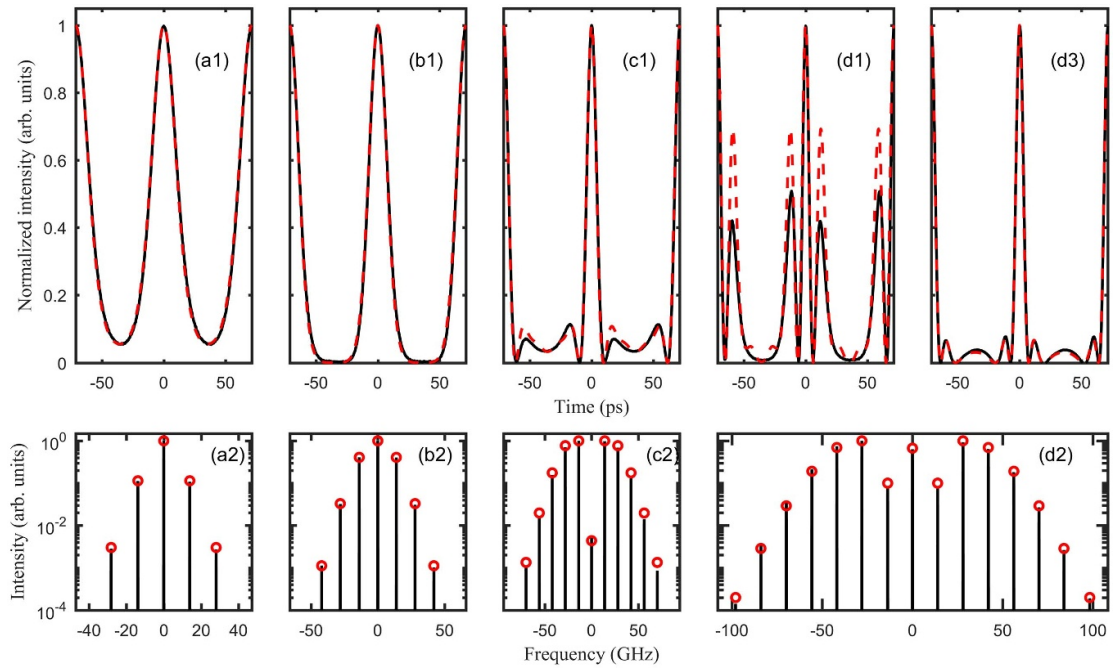 Normalized intensity (arb. units)
1
0.8
0.6
0.4
0.2
0
(a1)
(b1)
(c1)
(d1)
(d3)
-50 0 50
-50 0 50
-50 0 50
-50 0 50
-50 0 50
Time (ps)
Intensity (arb. units)
10^0
10^-2
10^-4
(a2)
(b2)
(c2)
(d2)
-40 -20 0 20 40
-50 0 50
-50 0 50
-100 -50 0 50 100
Frequency (GHz)